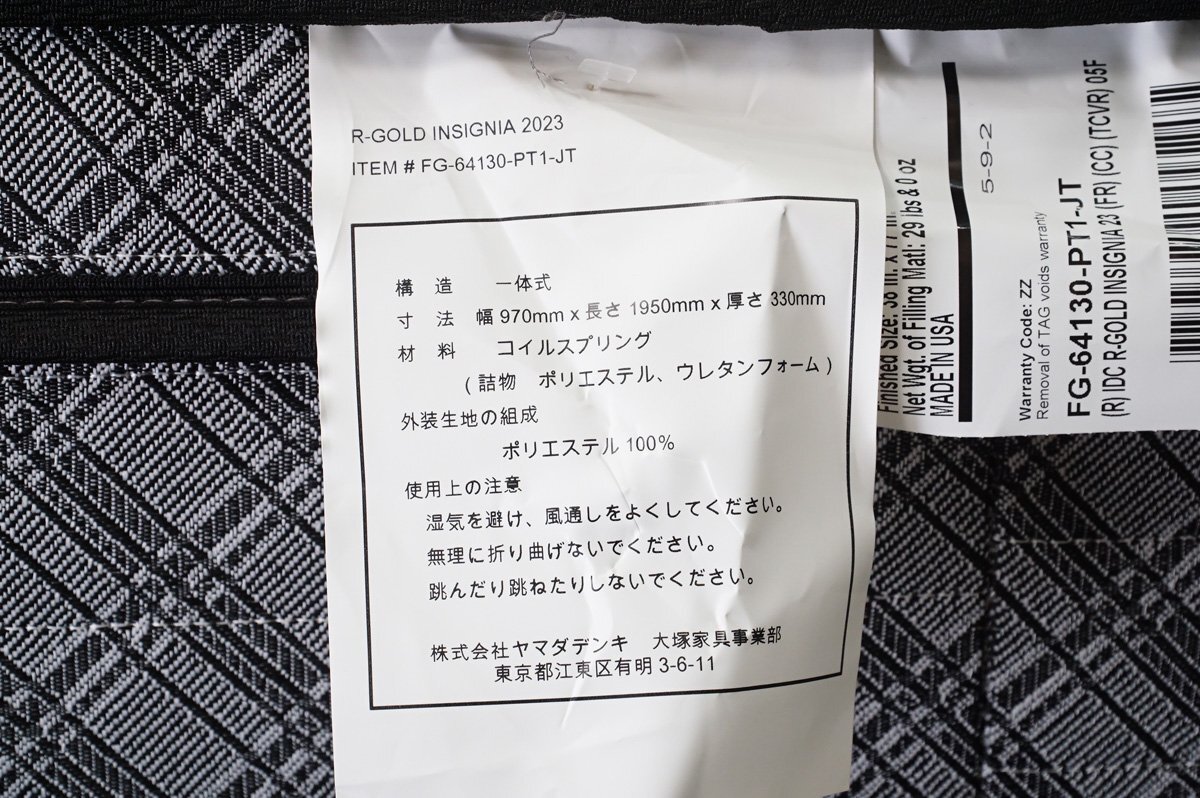 R-GOLD INSIGNIA 2023
ITEM # FG-64130-PT1-JT
構 造 一体式
寸 法 幅 970mm x 長さ 1950mm x 厚さ 330mm
材 料 コイルスプリング
( 詰物 ポリエステル、ウレタンフォーム )
外装生地の組成
ポリエステル 100%
使用上の注意
湿気を避け、風通しをよくしてください。
無理に折り曲げないでください。
跳んだり跳ねたりしないでください。
株式会社ヤマダデンキ 大塚家具事業部
東京都江東区有明 3-6-11
Finished Size: 38 in. x 77 in.
Net Wgt. of Filling Matl: 29 lbs & 0 oz
MADE IN USA
5-9-2
Warranty Code: ZZ
Removal of TAG voids warranty
FG-64130-PT1-JT
(R) IDC R-GOLD INSIGNIA 23 (FR) (CC) (TCVR) 05F